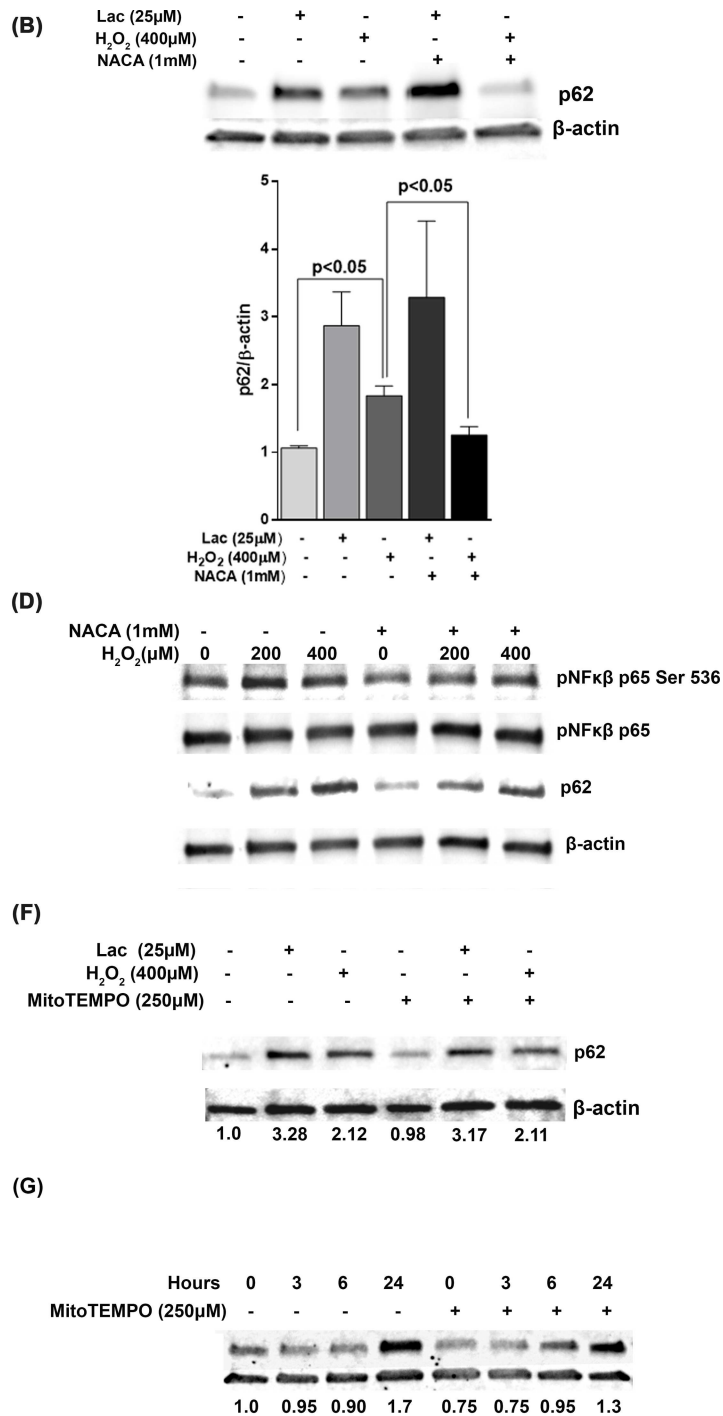 (B)
Lac (25µM) - + - + -
H2O2 (400µM) - - + - +
NACA (1mM) - - - + +
p62
β-actin
5
p<0.05
4
p<0.05
3
p62/β-actin
2
1
0
Lac (25µM) - + - + -
H2O2 (400µM) - - + - +
NACA (1mM) - - - + +
(D)
NACA (1mM) - - - + + +
H2O2(µM) 0 200 400 0 200 400
pNFκβ p65 Ser 536
pNFκβ p65
p62
β-actin
(F)
Lac (25µM) - + - - + -
H2O2 (400µM) - - + - - +
MitoTEMPO (250µM) - - - + + +
p62
β-actin
1.0 3.28 2.12 0.98 3.17 2.11
(G)
Hours 0 3 6 24 0 3 6 24
MitoTEMPO (250µM) - - - - + + + +
1.0 0.95 0.90 1.7 0.75 0.75 0.95 1.3